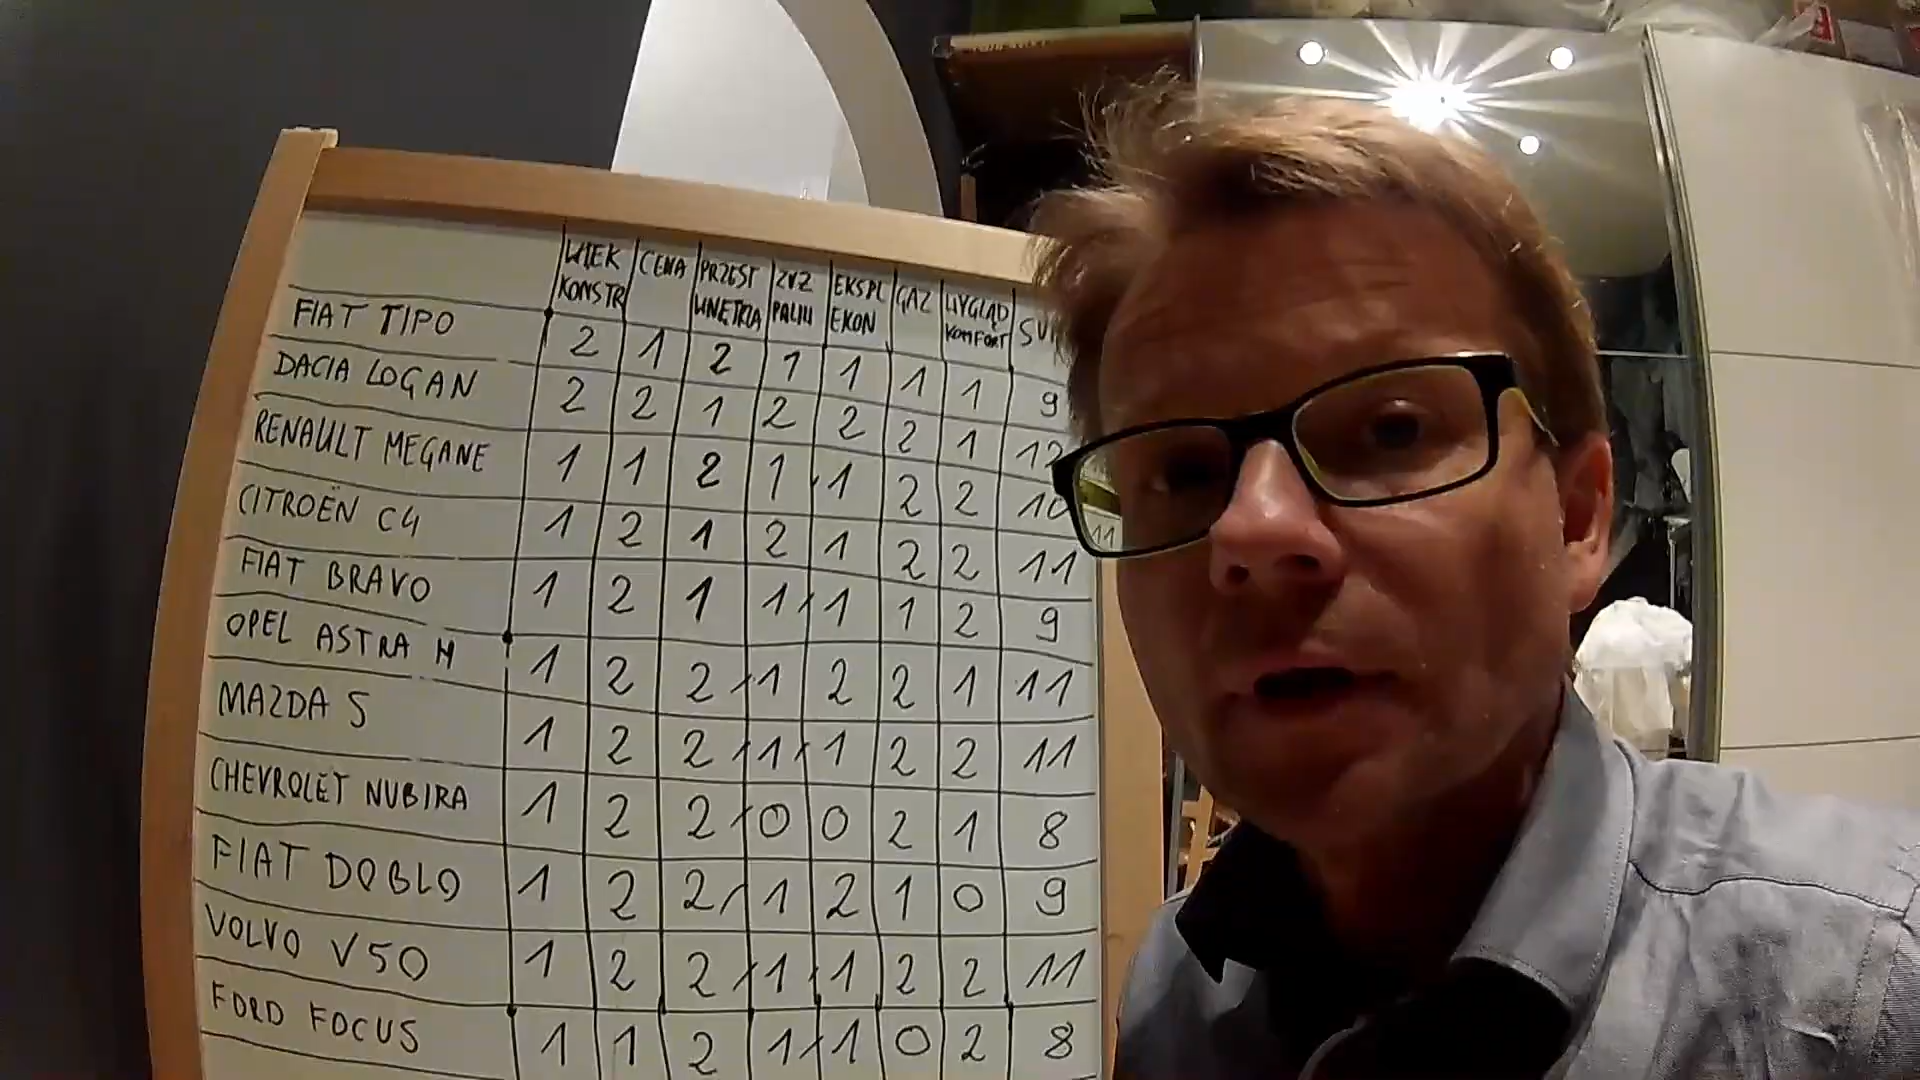 WIEK KONSTR CENA PRZEST WNĘTRZA ZUŻ PALIW EKSPL EKON GAZ WYGLĄD KOMFORT
FIAT TIPO 2 1 2 1 1 1 1 9
DACIA LOGAN 2 2 1 2 2 2 1 12
RENAULT MEGANE 1 1 2 1 1 2 2 10
CITROËN C4 1 2 1 2 1 2 2 11
FIAT BRAVO 1 2 1 1 1 1 2 9
OPEL ASTRA H 1 2 2 1 2 2 1 11
MAZDA 5 1 2 2 1 1 2 2 11
CHEVROLET NUBIRA 1 2 2 0 0 2 1 8
FIAT DOBLO 1 2 2 1 2 1 0 9
VOLVO V50 1 2 2 1 1 2 2 11
FORD FOCUS 1 1 2 1 1 0 2 8